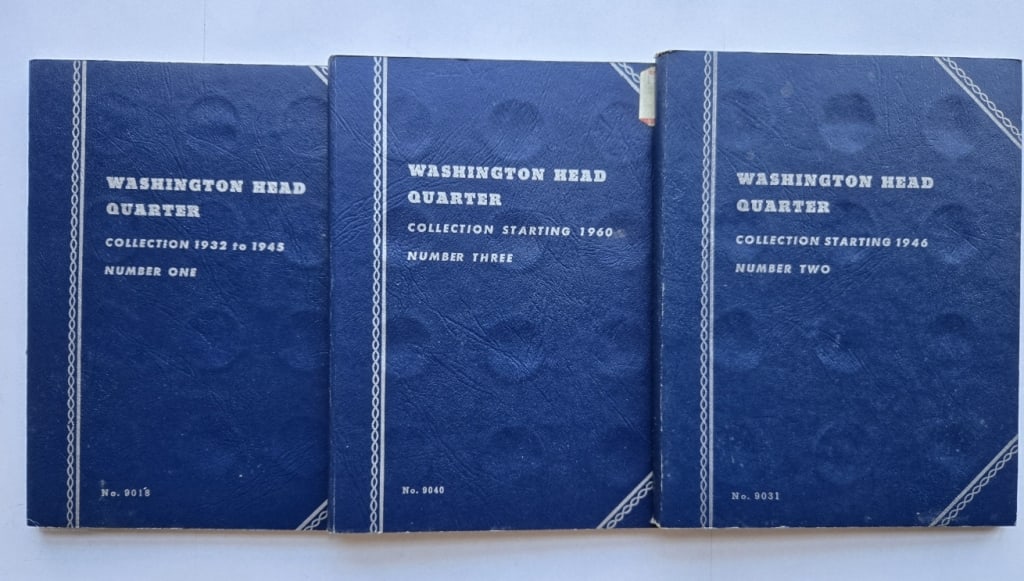 WASHINGTON HEAD
QUARTER
COLLECTION 1932 to 1945
NUMBER ONE
No. 9018
WASHINGTON HEAD
QUARTER
COLLECTION STARTING 1960
NUMBER THREE
No. 9040
WASHINGTON HEAD
QUARTER
COLLECTION STARTING 1946
NUMBER TWO
No. 9031